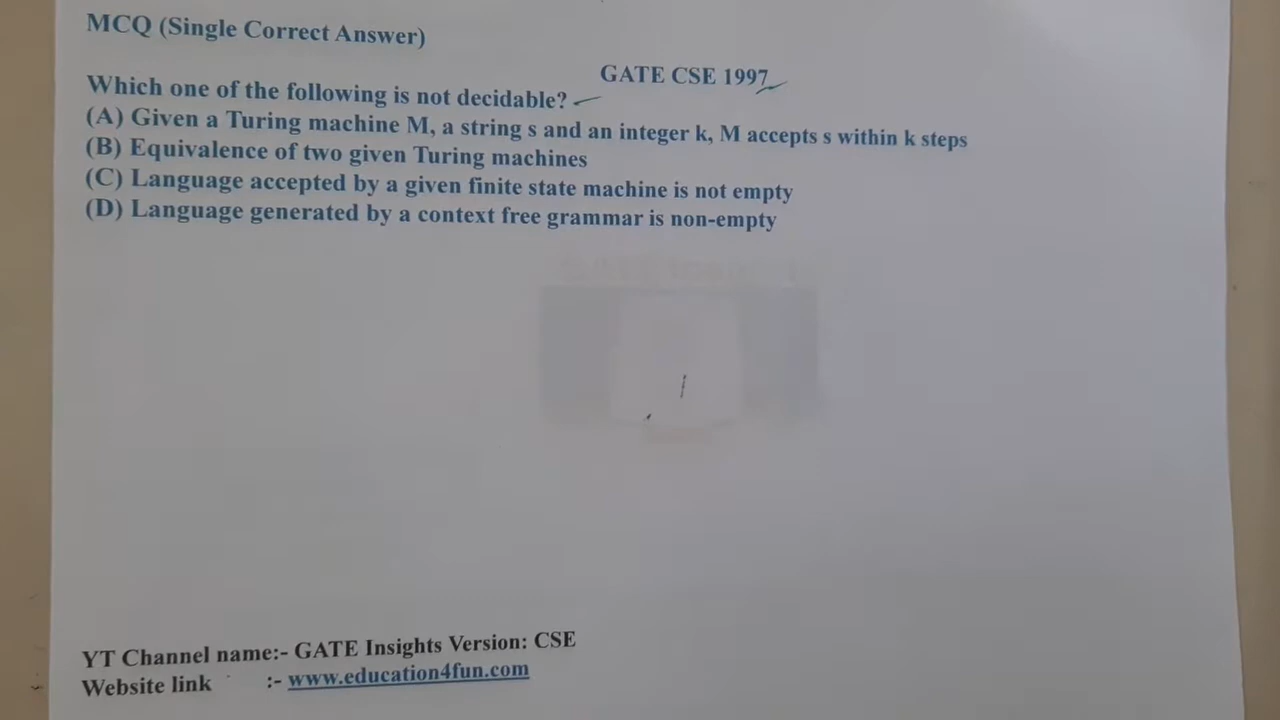 MCQ (Single Correct Answer)
GATE CSE 1997
Which one of the following is not decidable?
(A) Given a Turing machine M, a string s and an integer k, M accepts s within k steps
(B) Equivalence of two given Turing machines
(C) Language accepted by a given finite state machine is not empty
(D) Language generated by a context free grammar is non-empty
YT Channel name:- GATE Insights Version: CSE
Website link :- www.education4fun.com